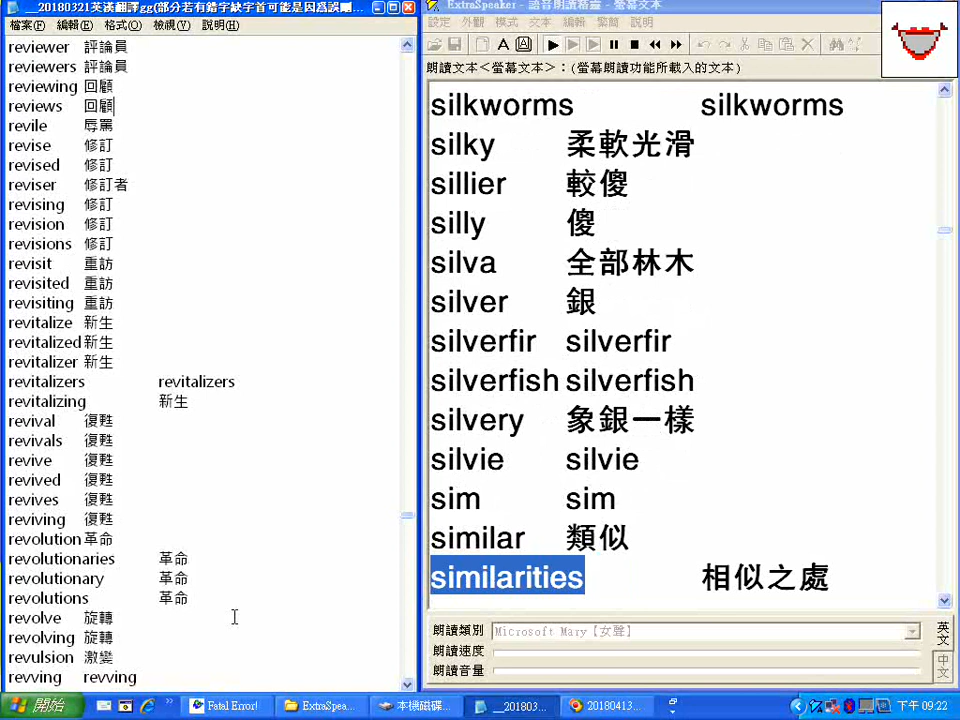 __20180321英漢翻譯gg(部分若有錯字缺字首可能是因為誤刪...
檔案(F) 編輯(E) 格式(O) 檢視(V) 說明(H)
reviewer 評論員
reviewers 評論員
reviewing 回顧
reviews 回顧
revile 辱罵
revise 修訂
revised 修訂
reviser 修訂者
revising 修訂
revision 修訂
revisions 修訂
revisit 重訪
revisited 重訪
revisiting 重訪
revitalize 新生
revitalized 新生
revitalizer 新生
revitalizers revitalizers
revitalizing 新生
revival 復甦
revivals 復甦
revive 復甦
revived 復甦
revives 復甦
reviving 復甦
revolution 革命
revolutionaries 革命
revolutionary 革命
revolutions 革命
revolve 旋轉
revolving 旋轉
revulsion 激變
revving revving
ExtraSpeaker - 語音朗讀精靈 - 螢幕文本
設定 外觀 模式 文本 編輯 繁簡 說明
朗讀文本<螢幕文本>:(螢幕朗讀功能所載入的文本)
silkworms silkworms
silky 柔軟光滑
sillier 較傻
silly 傻
silva 全部林木
silver 銀
silverfir silverfir
silverfish silverfish
silvery 象銀一樣
silvie silvie
sim sim
similar 類似
similarities 相似之處
朗讀類別 Microsoft Mary【女聲】
朗讀速度
朗讀音量
英文
中文
開始 Fatal Error! ExtraSpea... 本機磁碟... __201803... 20180413... 下午 09:22